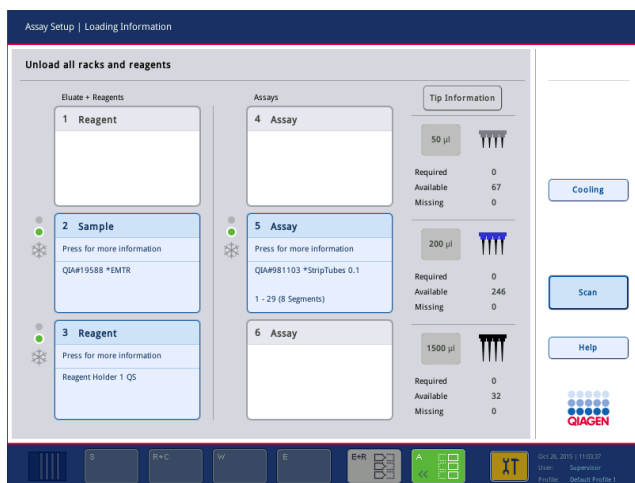 Assay Setup | Loading Information
Unload all racks and reagents
Eluate + Reagents
Assays
Tip Information
1 Reagent
4 Assay
50 µl
Required 0
Available 67
Missing 0
2 Sample
Press for more information
QIA#19588 *EMTR
5 Assay
Press for more information
QIA#981103 *StripTubes 0.1
1 - 29 (8 Segments)
200 µl
Required 0
Available 246
Missing 0
3 Reagent
Press for more information
Reagent Holder 1 QS
6 Assay
1500 µl
Required 0
Available 32
Missing 0
Cooling
Scan
Help
QIAGEN
S
R+C
W
E
E+R
A
Oct 26, 2015 | 11:03:37
User: Supervisor
Profile: Default Profile 1